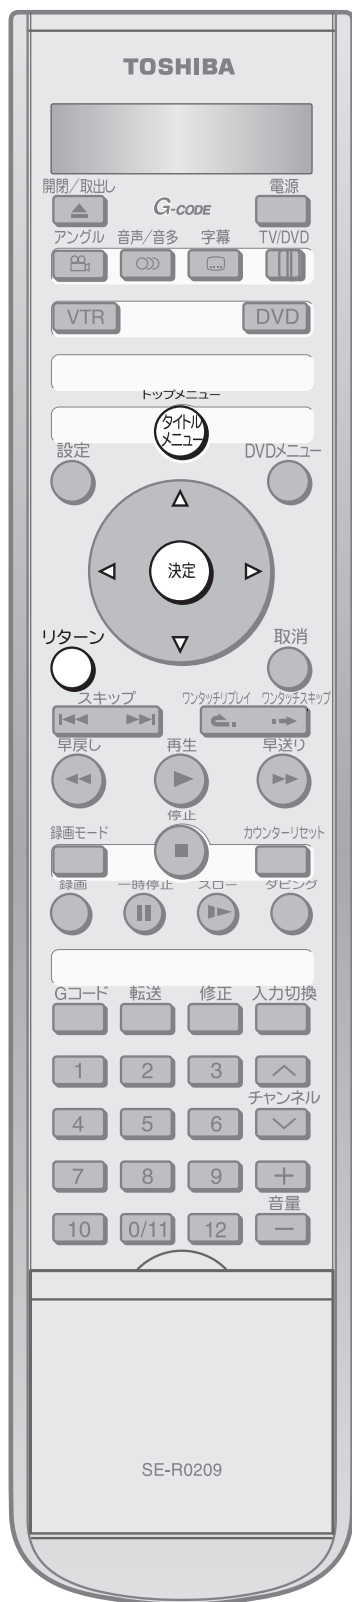 TOSHIBA
開閉/取出し G-CODE 電源
アングル 音声/音多 字幕 TV/DVD
VTR DVD
トップメニュー
タイトル
メニュー
設定 DVDメニュー
決定
リターン 取消
スキップ ワンタッチリプレイ ワンタッチスキップ
早戻し 再生 早送り
停止
録画モード カウンターリセット
録画 一時停止 スロー ダビング
Gコード 転送 修正 入力切換
1 2 3
チャンネル
4 5 6
7 8 9 +
音量
10 0/11 12 −
SE-R0209